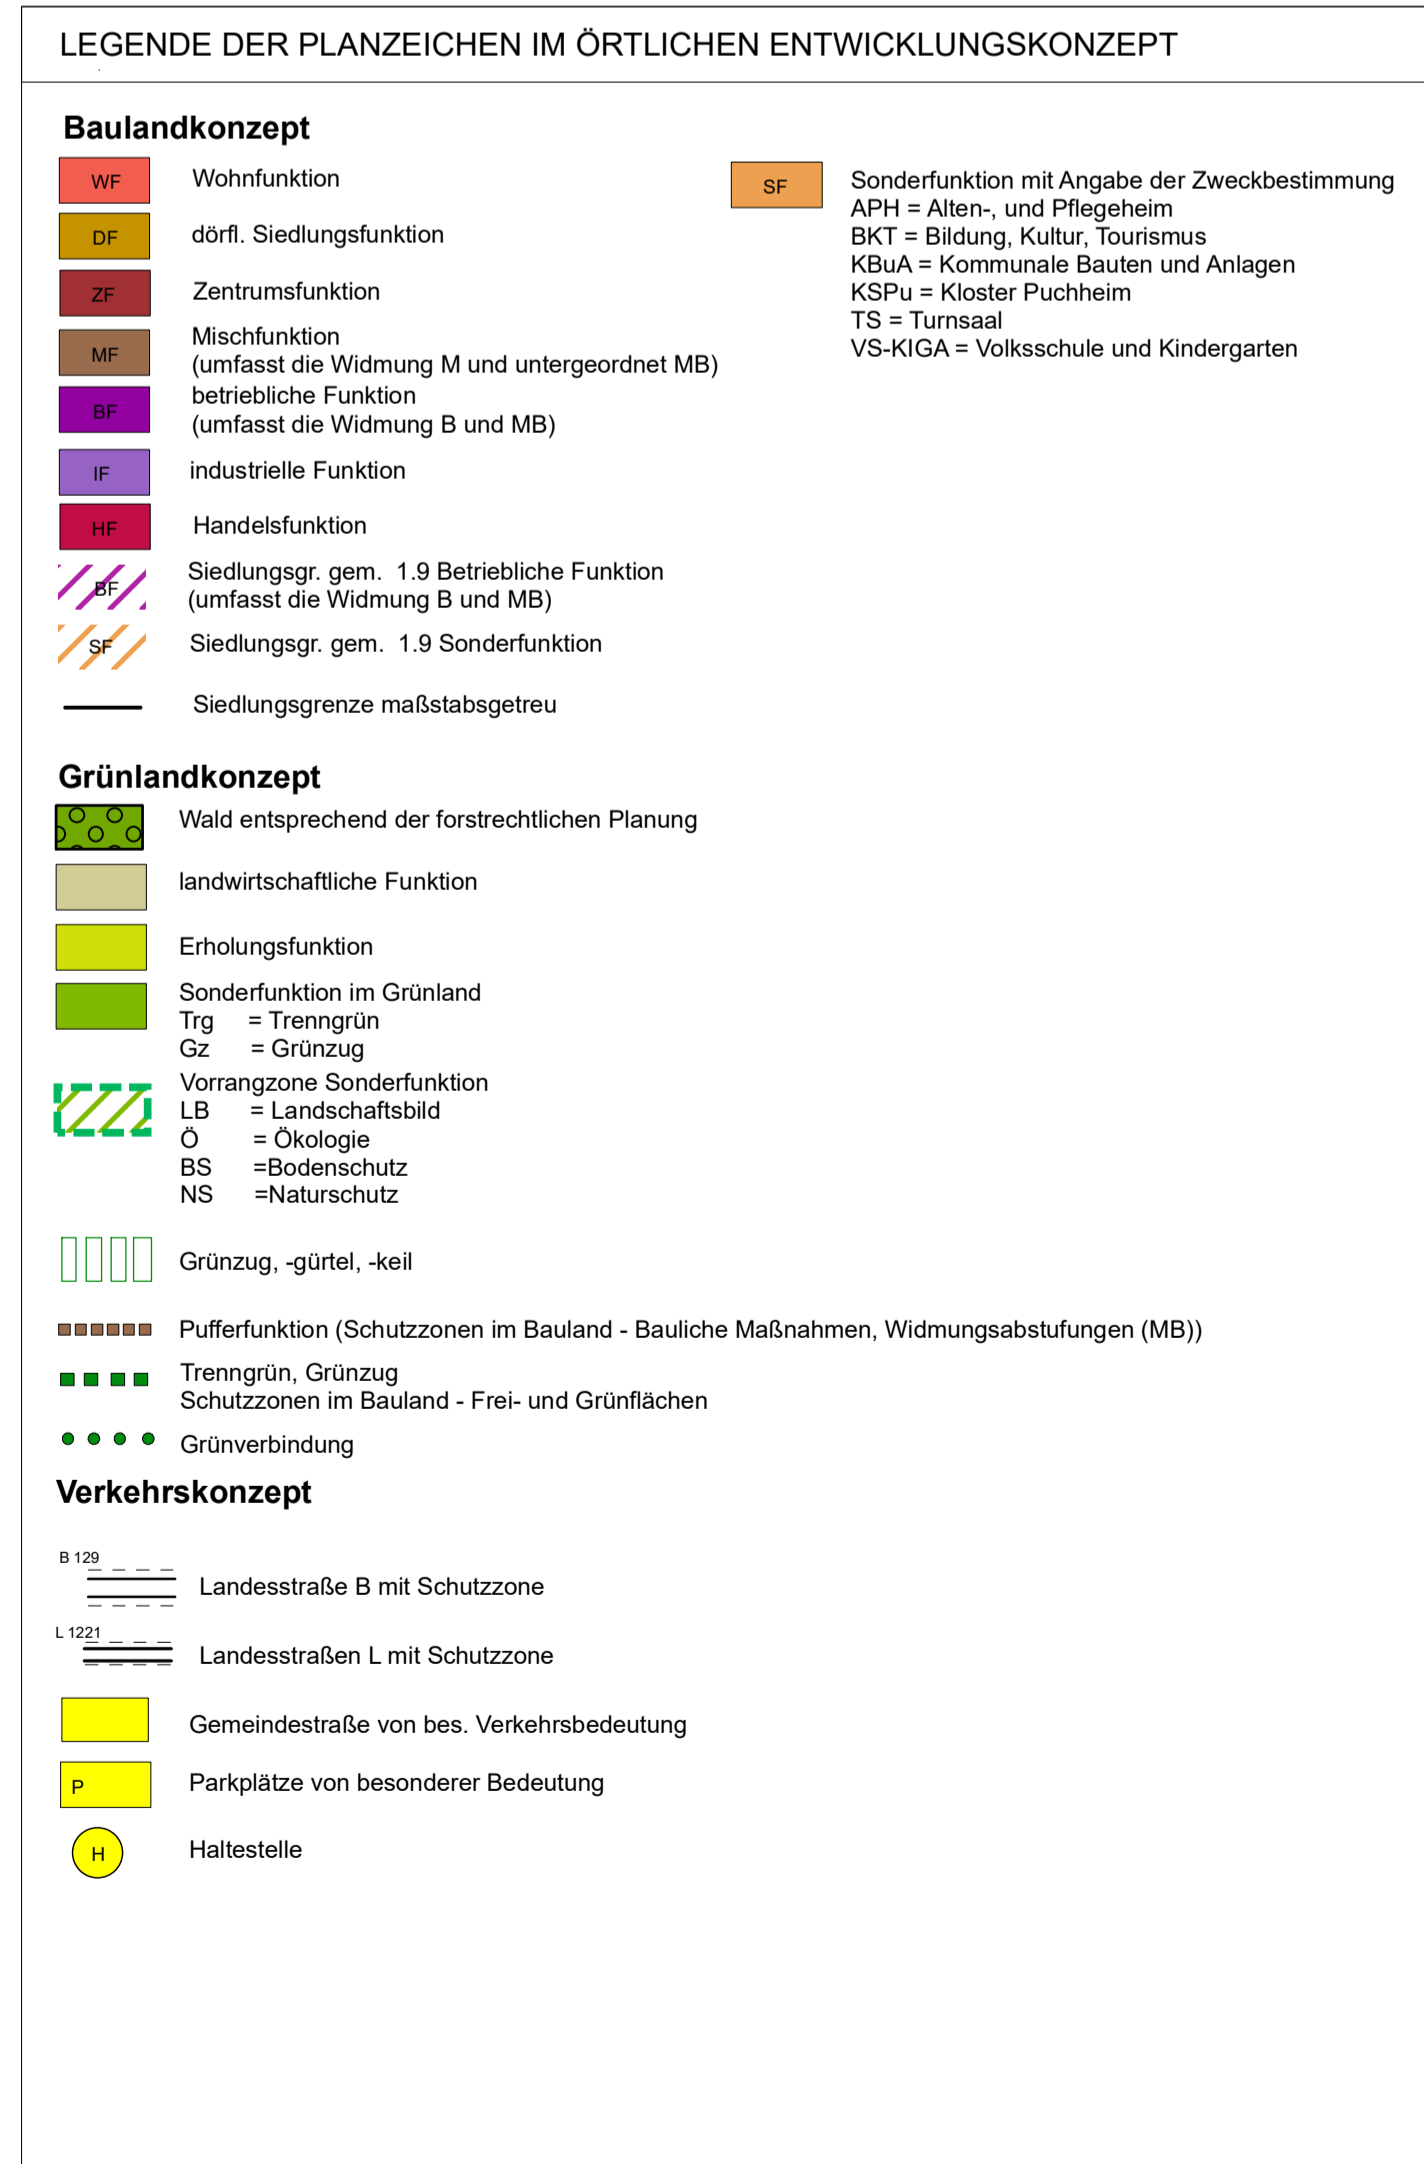 LEGENDE DER PLANZEICHEN IM ÖRTLICHEN ENTWICKLUNGSKONZEPT
Baulandkonzept
WF Wohnfunktion
DF dörfl. Siedlungsfunktion
ZF Zentrumsfunktion
MF Mischfunktion
(umfasst die Widmung M und untergeordnet MB)
BF betriebliche Funktion
(umfasst die Widmung B und MB)
IF industrielle Funktion
HF Handelsfunktion
BF Siedlungsgr. gem. 1.9 Betriebliche Funktion
(umfasst die Widmung B und MB)
SF Siedlungsgr. gem. 1.9 Sonderfunktion
Siedlungsgrenze maßstabsgetreu
SF Sonderfunktion mit Angabe der Zweckbestimmung
APH = Alten-, und Pflegeheim
BKT = Bildung, Kultur, Tourismus
KBuA = Kommunale Bauten und Anlagen
KSPu = Kloster Puchheim
TS = Turnsaal
VS-KIGA = Volksschule und Kindergarten
Grünlandkonzept
Wald entsprechend der forstrechtlichen Planung
landwirtschaftliche Funktion
Erholungsfunktion
Sonderfunktion im Grünland
Trg = Trenngrün
Gz = Grünzug
Vorrangzone Sonderfunktion
LB = Landschaftsbild
Ö = Ökologie
BS =Bodenschutz
NS =Naturschutz
Grünzug, -gürtel, -keil
Pufferfunktion (Schutzzonen im Bauland - Bauliche Maßnahmen, Widmungsabstufungen (MB))
Trenngrün, Grünzug
Schutzzonen im Bauland - Frei- und Grünflächen
Grünverbindung
Verkehrskonzept
B 129
Landesstraße B mit Schutzzone
L 1221
Landesstraßen L mit Schutzzone
Gemeindestraße von bes. Verkehrsbedeutung
P Parkplätze von besonderer Bedeutung
H Haltestelle